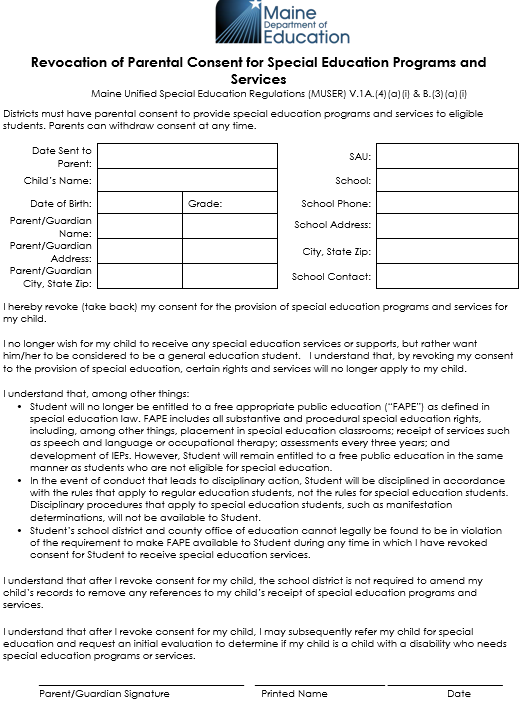 Maine
Department of
Education
Revocation of Parental Consent for Special Education Programs and
Services
Maine Unified Special Education Regulations (MUSER) V.1A.(4)(a)(i) & B.(3)(a)(i)
Districts must have parental consent to provide special education programs and services to eligible
students. Parents can withdraw consent at any time.
Date Sent to
Parent:
SAU:
Child's Name:
School:
Date of Birth:
Grade:
School Phone:
Parent/Guardian
Name:
School Address:
Parent/Guardian
Address:
City, State Zip:
Parent/Guardian
City, State Zip:
School Contact:
I hereby revoke (take back) my consent for the provision of special education programs and services for
my child.
I no longer wish for my child to receive any special education services or supports, but rather want
him/her to be considered to be a general education student. I understand that, by revoking my consent
to the provision of special education, certain rights and services will no longer apply to my child.
I understand that, among other things:
• Student will no longer be entitled to a free appropriate public education ("FAPE") as defined in
special education law. FAPE includes all substantive and procedural special education rights,
including, among other things, placement in special education classrooms; receipt of services such
as speech and language or occupational therapy; assessments every three years; and
development of IEPs. However, Student will remain entitled to a free public education in the same
manner as students who are not eligible for special education.
• In the event of conduct that leads to disciplinary action, Student will be disciplined in accordance
with the rules that apply to regular education students, not the rules for special education students.
Disciplinary procedures that apply to special education students, such as manifestation
determinations, will not be available to Student.
• Student's school district and county office of education cannot legally be found to be in violation
of the requirement to make FAPE available to Student during any time in which I have revoked
consent for Student to receive special education services.
I understand that after I revoke consent for my child, the school district is not required to amend my
child's records to remove any references to my child's receipt of special education programs and
services.
I understand that after I revoke consent for my child, I may subsequently refer my child for special
education and request an initial evaluation to determine if my child is a child with a disability who needs
special education programs or services.
Parent/Guardian Signature
Printed Name
Date